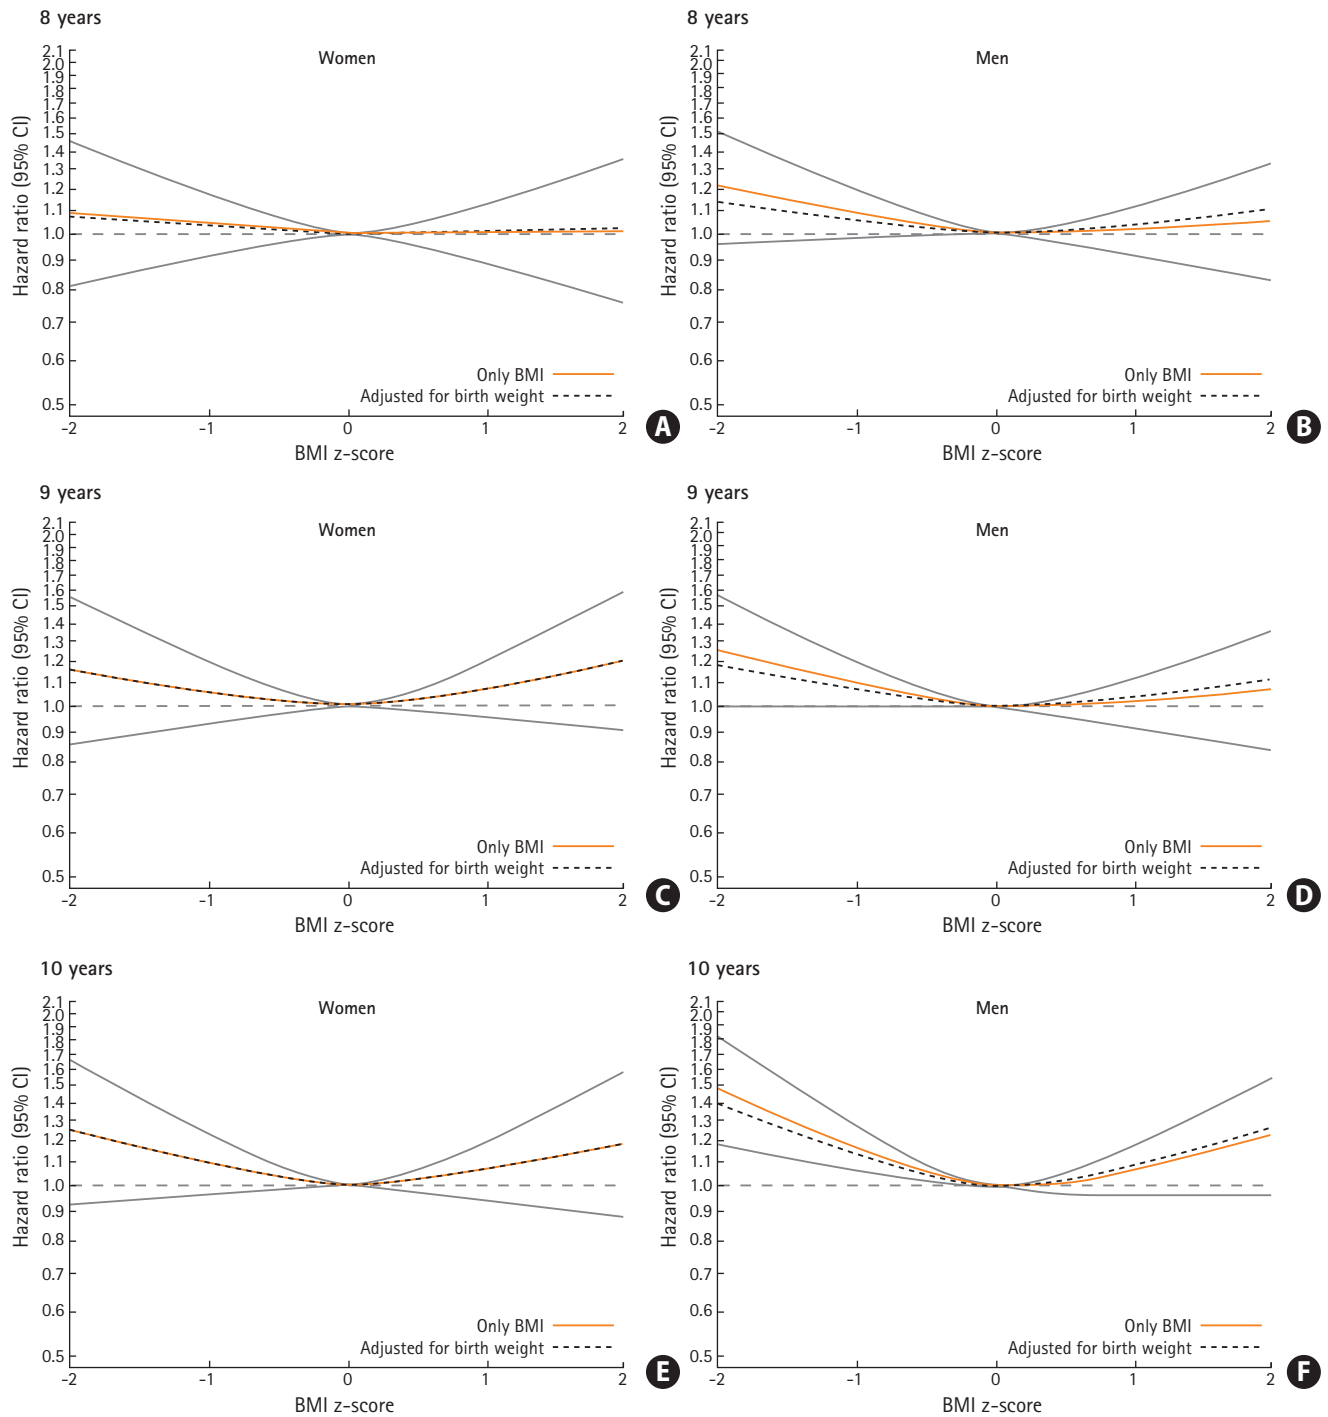 8 years
Women
Hazard ratio (95% CI)
2.1
2.0
1.9
1.8
1.7
1.6
1.5
1.4
1.3
1.2
1.1
1.0
0.9
0.8
0.7
0.6
0.5
Only BMI
Adjusted for birth weight
-2 -1 0 1 2
BMI z-score
A
8 years
Men
Hazard ratio (95% CI)
2.1
2.0
1.9
1.8
1.7
1.6
1.5
1.4
1.3
1.2
1.1
1.0
0.9
0.8
0.7
0.6
0.5
Only BMI
Adjusted for birth weight
-2 -1 0 1 2
BMI z-score
B
9 years
Women
Hazard ratio (95% CI)
2.1
2.0
1.9
1.8
1.7
1.6
1.5
1.4
1.3
1.2
1.1
1.0
0.9
0.8
0.7
0.6
0.5
Only BMI
Adjusted for birth weight
-2 -1 0 1 2
BMI z-score
C
9 years
Men
Hazard ratio (95% CI)
2.1
2.0
1.9
1.8
1.7
1.6
1.5
1.4
1.3
1.2
1.1
1.0
0.9
0.8
0.7
0.6
0.5
Only BMI
Adjusted for birth weight
-2 -1 0 1 2
BMI z-score
D
10 years
Women
Hazard ratio (95% CI)
2.1
2.0
1.9
1.8
1.7
1.6
1.5
1.4
1.3
1.2
1.1
1.0
0.9
0.8
0.7
0.6
0.5
Only BMI
Adjusted for birth weight
-2 -1 0 1 2
BMI z-score
E
10 years
Men
Hazard ratio (95% CI)
2.1
2.0
1.9
1.8
1.7
1.6
1.5
1.4
1.3
1.2
1.1
1.0
0.9
0.8
0.7
0.6
0.5
Only BMI
Adjusted for birth weight
-2 -1 0 1 2
BMI z-score
F